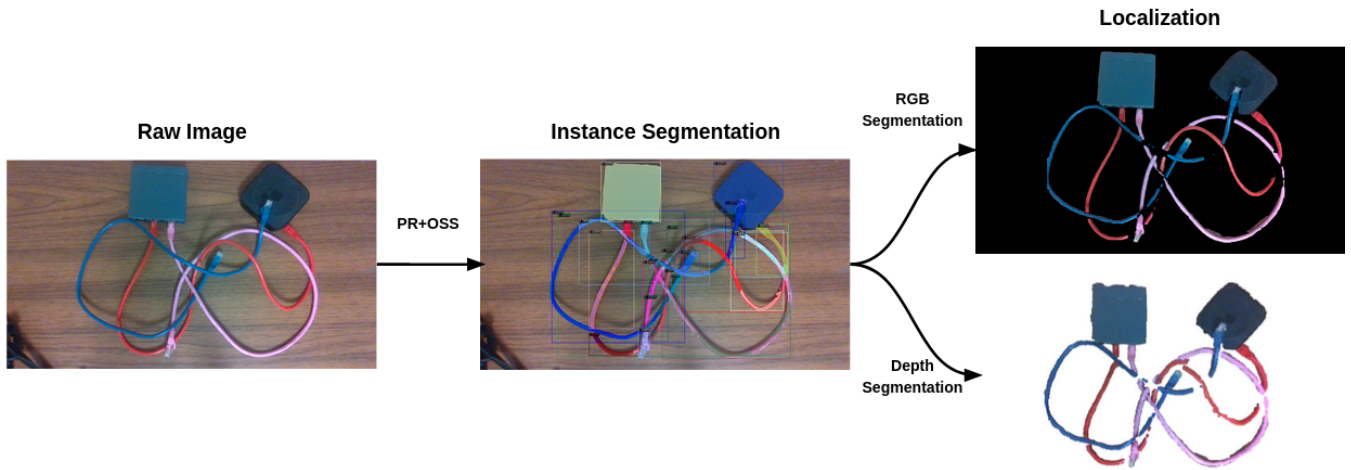 Localization
RGB
Segmentation
Raw Image
Instance Segmentation
PR+OSS
Depth
Segmentation